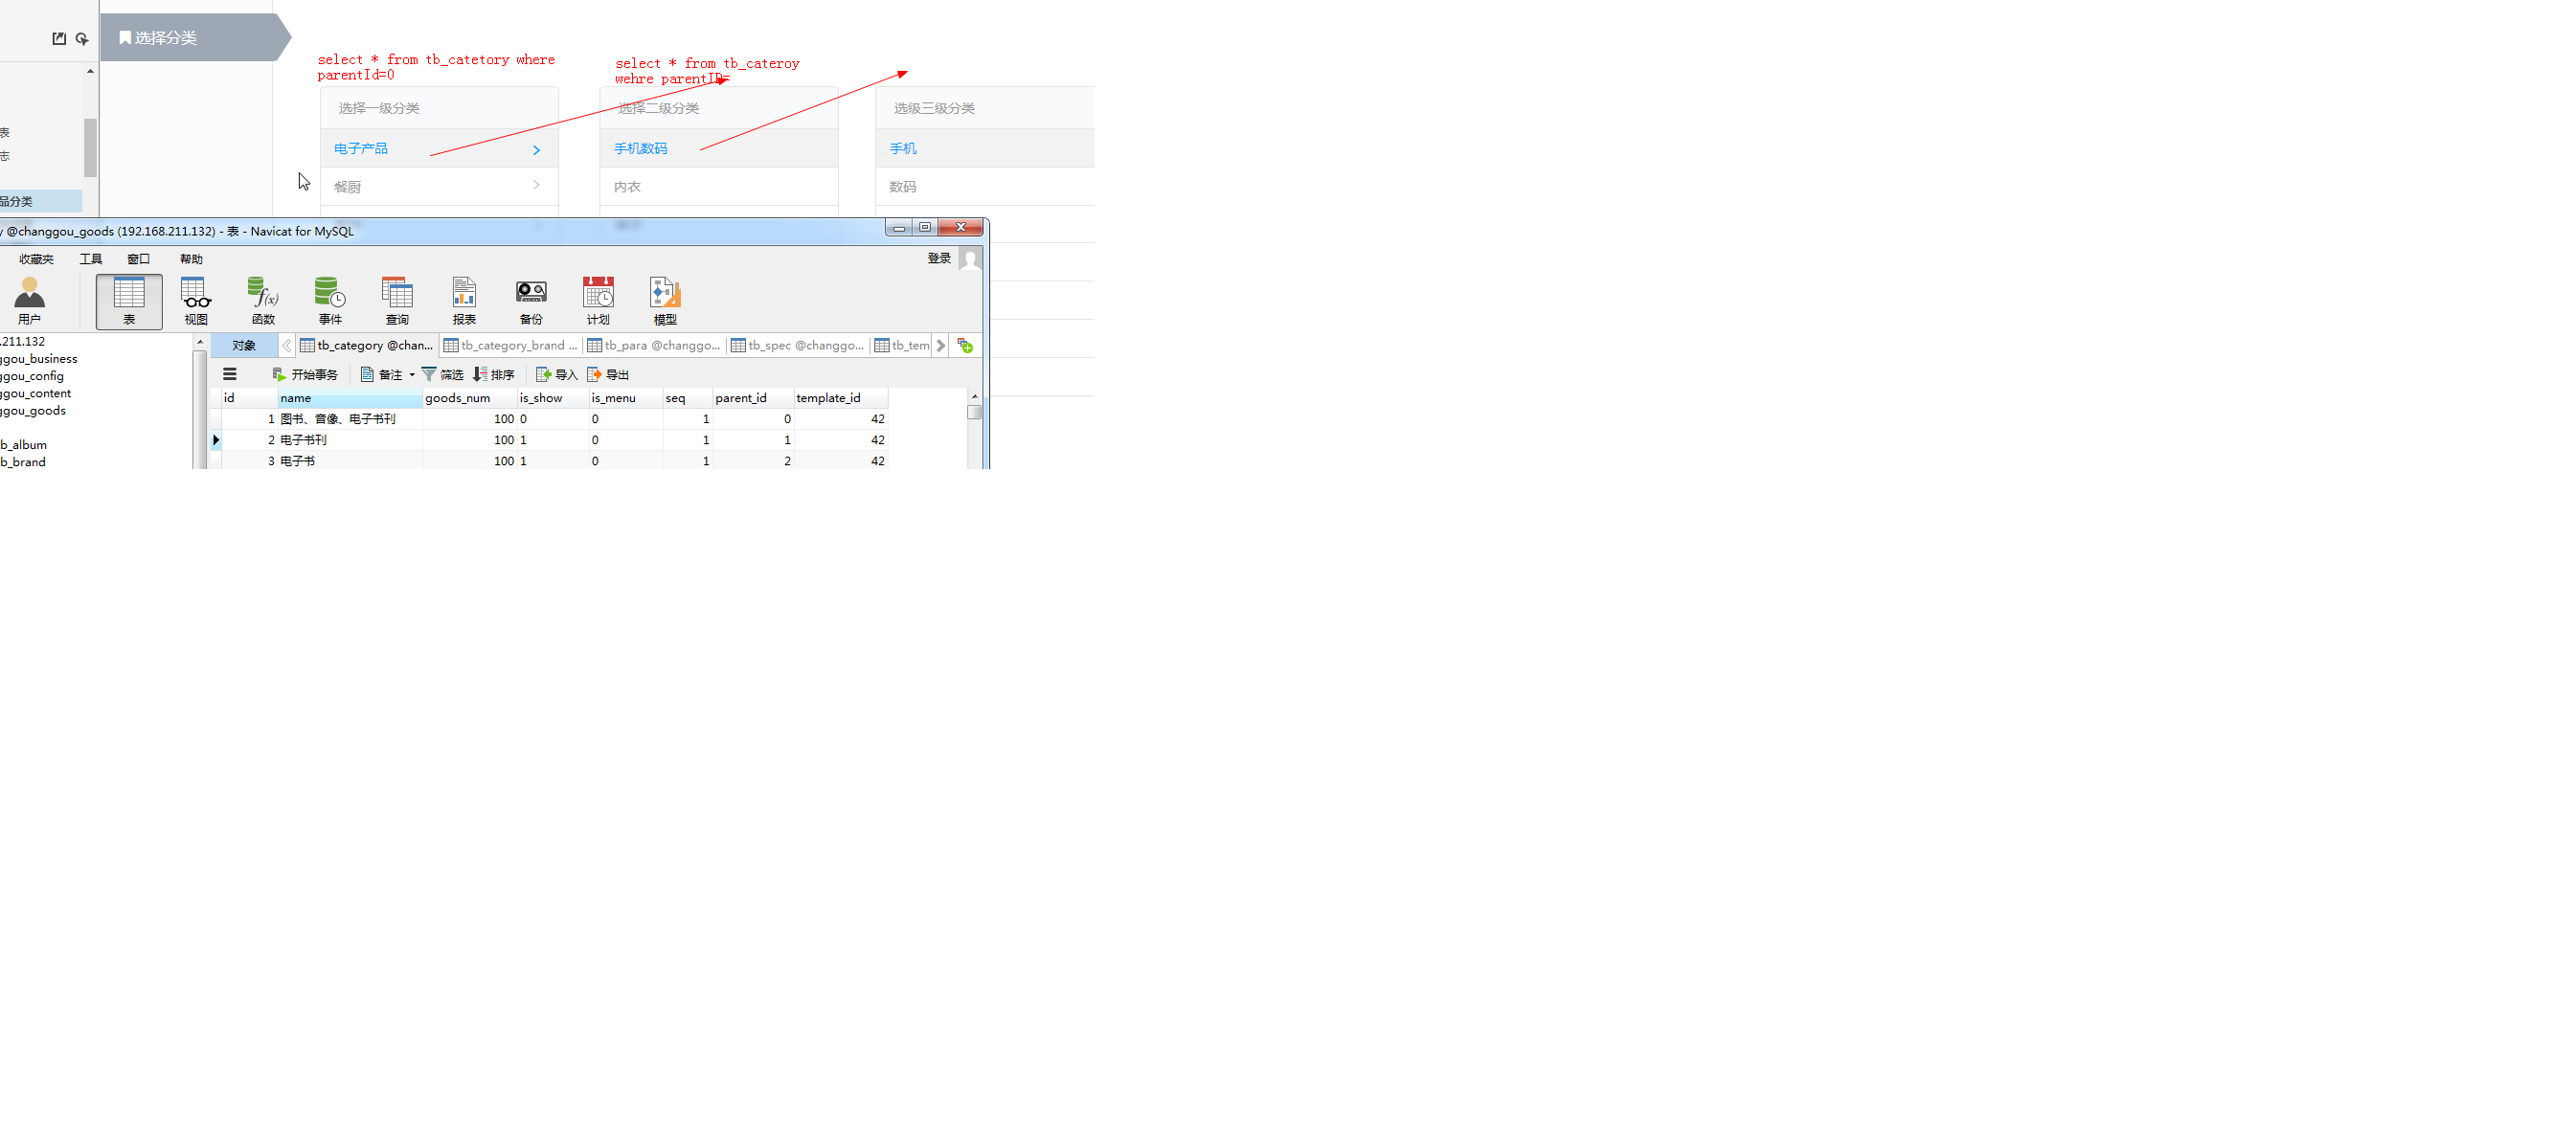 选择分类
select * from tb_catetory where
parentId=0
select * from tb_cateroy
wehre parentID=
选择一级分类
选择二级分类
选级三级分类
电子产品
手机数码
手机
餐厨
内衣
数码
表
志
品分类
y @changgou_goods (192.168.211.132) - 表 - Navicat for MySQL
收藏夹 工具 窗口 帮助
登录
用户 表 视图 函数 事件 查询 报表 备份 计划 模型
.211.132
ggou_business
ggou_config
ggou_content
ggou_goods
b_album
b_brand
对象 tb_category @chan... tb_category_brand ... tb_para @changgo... tb_spec @changgo... tb_tem
开始事务 备注 筛选 排序 导入 导出
id name goods_num is_show is_menu seq parent_id template_id
1 图书、音像、电子书刊 100 0 0 1 0 42
2 电子书刊 100 1 0 1 1 42
3 电子书 100 1 0 1 2 42